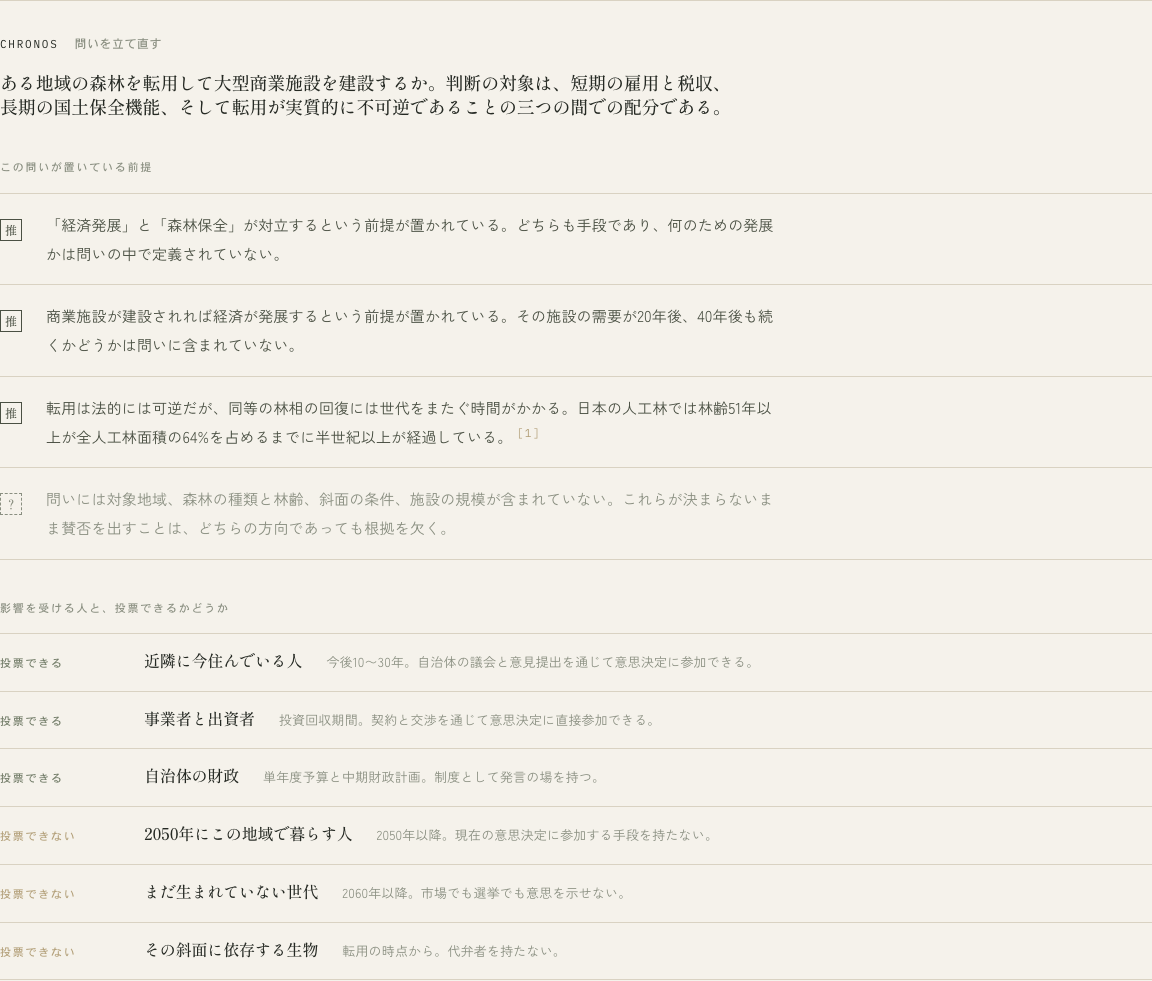 CHRONOS 問いを立て直す
ある地域の森林を転用して大型商業施設を建設するか。判断の対象は、短期の雇用と税収、
長期の国土保全機能、そして転用が実質的に不可逆であることの三つの間での配分である。
この問いが置いている前提
推 「経済発展」と「森林保全」が対立するという前提が置かれている。どちらも手段であり、何のための発展
かは問いの中で定義されていない。
推 商業施設が建設されれば経済が発展するという前提が置かれている。その施設の需要が20年後、40年後も続
くかどうかは問いに含まれていない。
推 転用は法的には可逆だが、同等の林相の回復には世代をまたぐ時間がかかる。日本の人工林では林齢51年以
上が全人工林面積の64%を占めるまでに半世紀以上が経過している。 [1]
? 問いには対象地域、森林の種類と林齢、斜面の条件、施設の規模が含まれていない。これらが決まらないま
ま賛否を出すことは、どちらの方向であっても根拠を欠く。
影響を受ける人と、投票できるかどうか
投票できる 近隣に今住んでいる人 今後10〜30年。自治体の議会と意見提出を通じて意思決定に参加できる。
投票できる 事業者と出資者 投資回収期間。契約と交渉を通じて意思決定に直接参加できる。
投票できる 自治体の財政 単年度予算と中期財政計画。制度として発言の場を持つ。
投票できない 2050年にこの地域で暮らす人 2050年以降。現在の意思決定に参加する手段を持たない。
投票できない まだ生まれていない世代 2060年以降。市場でも選挙でも意思を示せない。
投票できない その斜面に依存する生物 転用の時点から。代弁者を持たない。